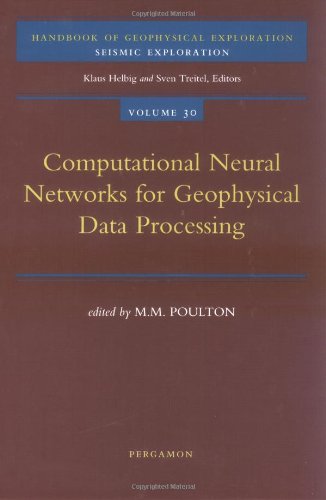 HANDBOOK OF GEOPHYSICAL EXPLORATION
SEISMIC EXPLORATION
Klaus Helbig and Sven Treitel, Editors
VOLUME 30
Computational Neural
Networks for Geophysical
Data Processing
edited by M.M. POULTON
PERGAMON